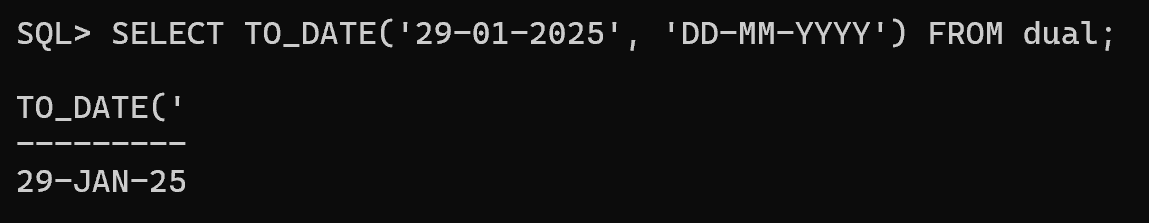 SQL> SELECT TO_DATE('29-01-2025', 'DD-MM-YYYY') FROM dual;
TO_DATE('
---------
29-JAN-25